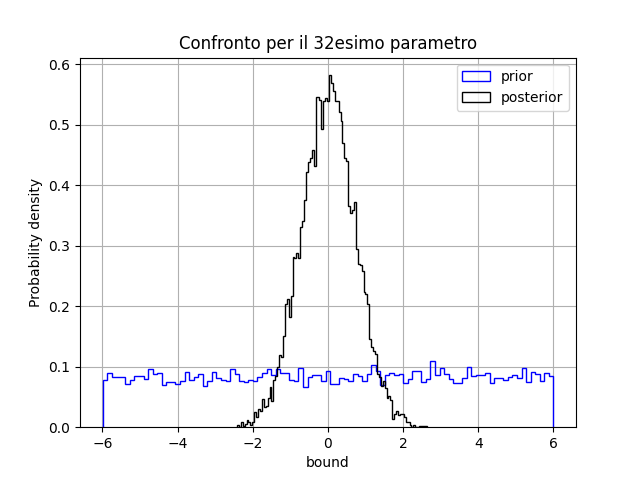 Confronto per il 32esimo parametro
prior
posterior
Probability density
0.6
0.5
0.4
0.3
0.2
0.1
0.0
−6
−4
−2
0
2
4
6
bound